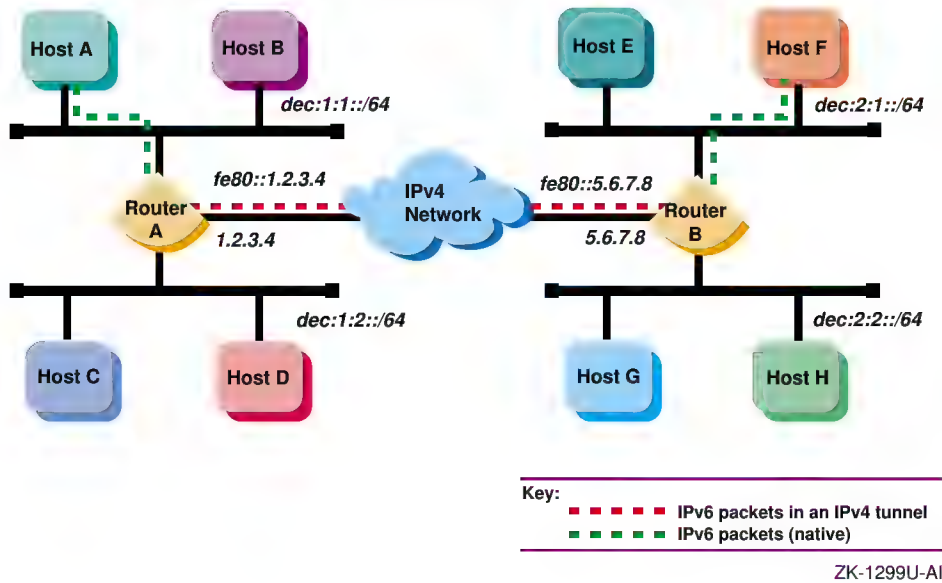 Host A
Host B
Host E
Host F
dec:1:1::/64
dec:2:1::/64
fe80::1.2.3.4
IPv4
Network
fe80::5.6.7.8
Router
A
Router
B
1.2.3.4
5.6.7.8
dec:1:2::/64
dec:2:2::/64
Host C
Host D
Host G
Host H
Key:
IPv6 packets in an IPv4 tunnel
IPv6 packets (native)
ZK-1299U-AI